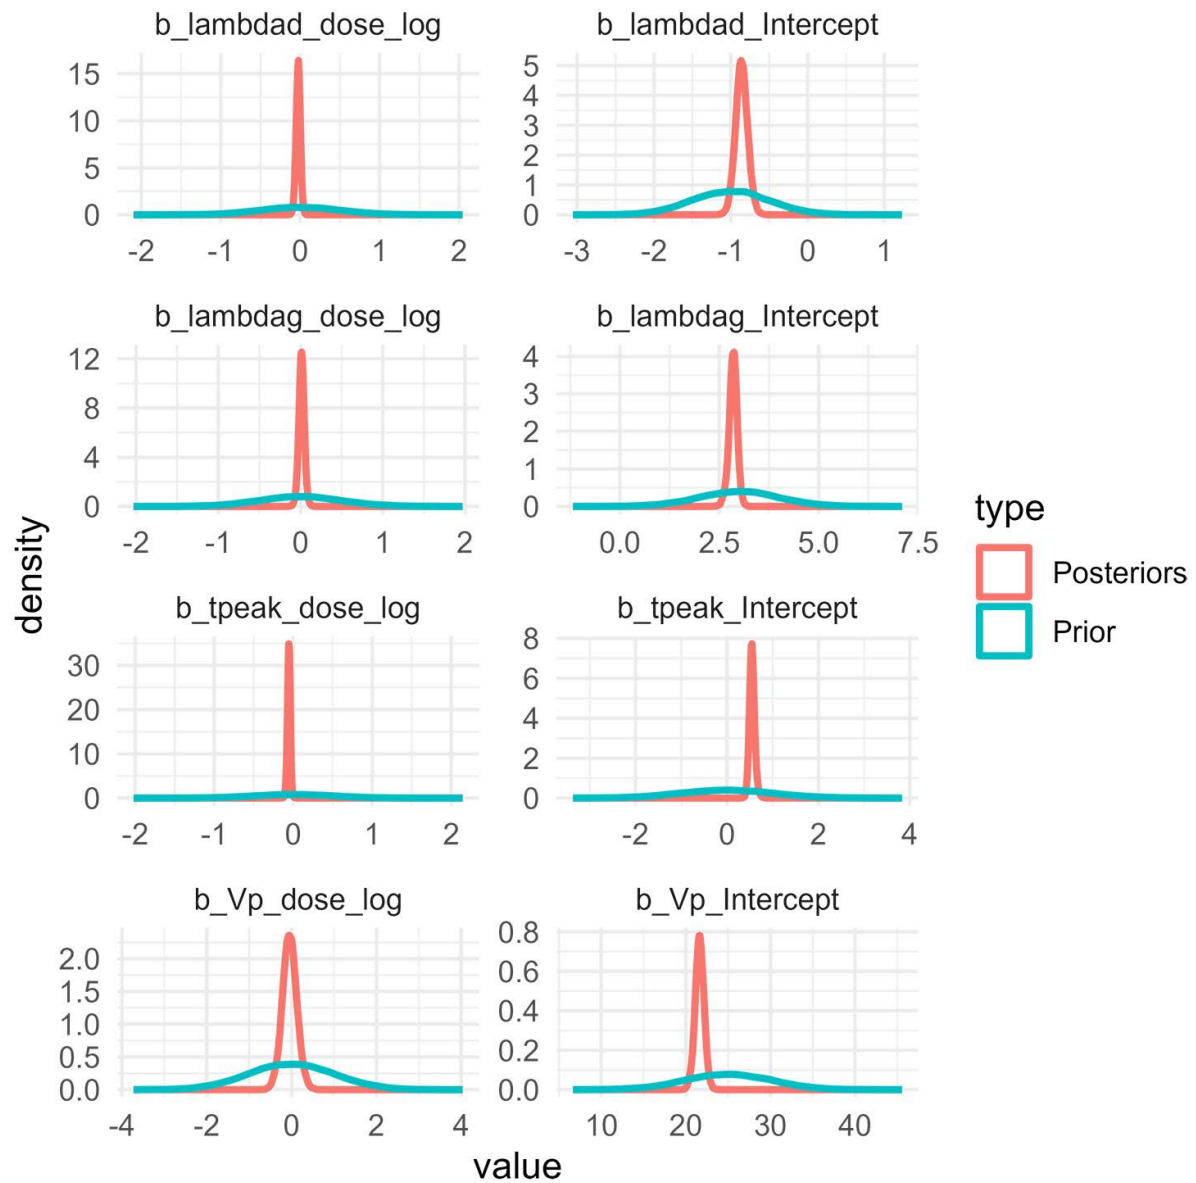 b_lambdad_dose_log b_lambdad_Intercept
15
10
5
0
-2 -1 0 1 2
5
4
3
2
1
0
-3 -2 -1 0 1
b_lambdag_dose_log b_lambdag_Intercept
12
8
4
0
-2 -1 0 1 2
4
3
2
1
0
0.0 2.5 5.0 7.5
b_tpeak_dose_log b_tpeak_Intercept
30
20
10
0
-2 -1 0 1 2
8
6
4
2
0
-2 0 2 4
b_Vp_dose_log b_Vp_Intercept
2.0
1.5
1.0
0.5
0.0
-4 -2 0 2 4
0.8
0.6
0.4
0.2
0.0
10 20 30 40
density
value
type
Posteriors
Prior